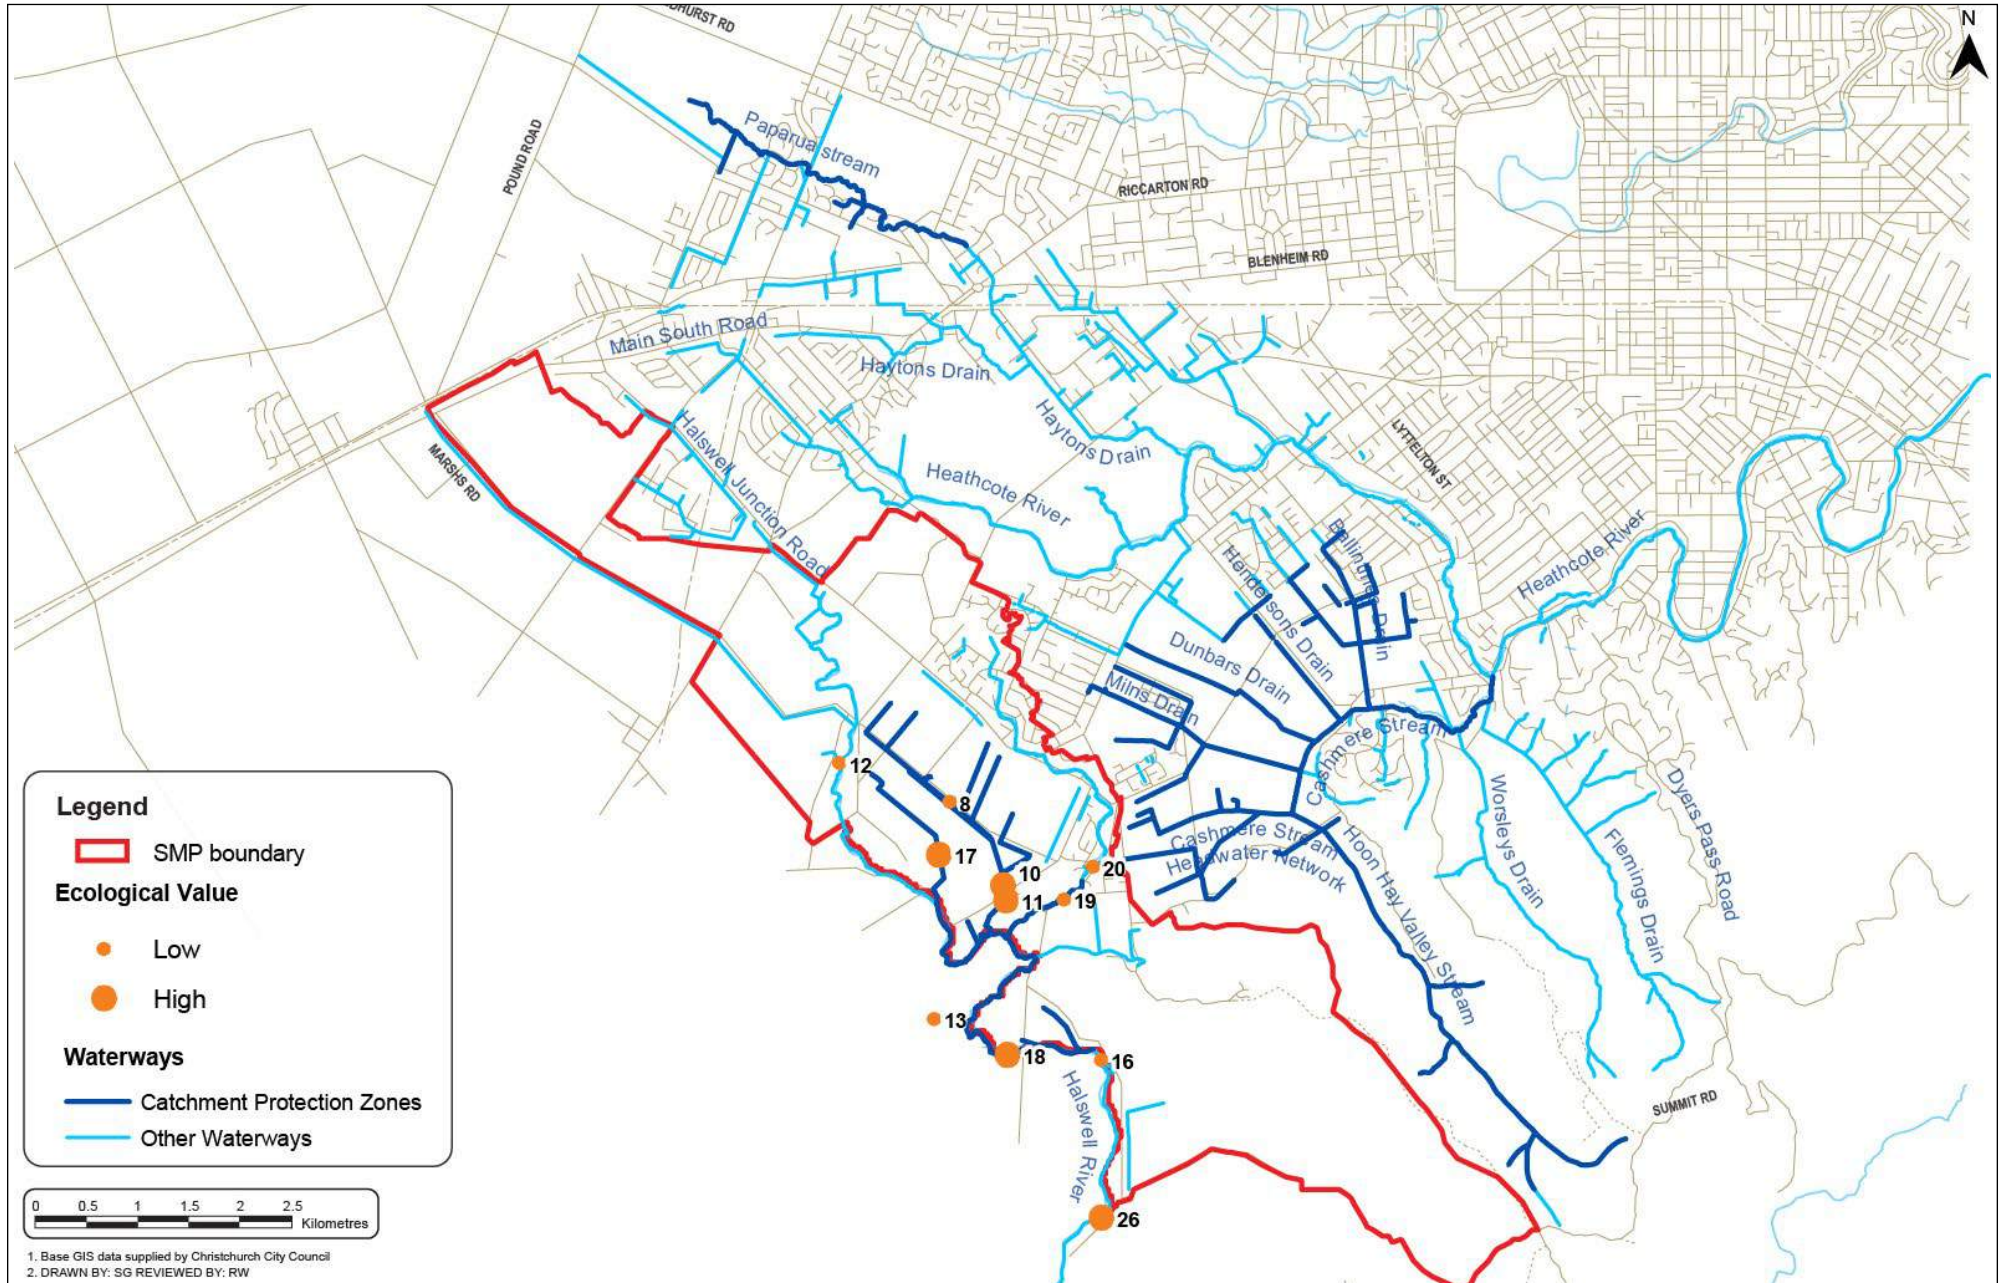 N
Paparua stream
POUND ROAD
RICCARTON RD
BLENHEIM RD
Main South Road
Haytons Drain
Haytons Drain
LYTTELTON ST
MARSHS RD
Halswell Junction Road
Heathcote River
Heathcote River
Hendersons Drain
Dunbars Drain
Milns Drain
Cashmere Stream
Cashmere Stream
Headwater Network
Hoon Hay Valley Stream
Worsleys Drain
Flemings Drain
Dyers Pass Road
SUMMIT RD
Halswell River
12
8
17
10
11
20
19
13
18
16
26
Legend
SMP boundary
Ecological Value
Low
High
Waterways
Catchment Protection Zones
Other Waterways
0 0.5 1 1.5 2 2.5
Kilometres
1. Base GIS data supplied by Christchurch City Council
2. DRAWN BY: SG REVIEWED BY: RW